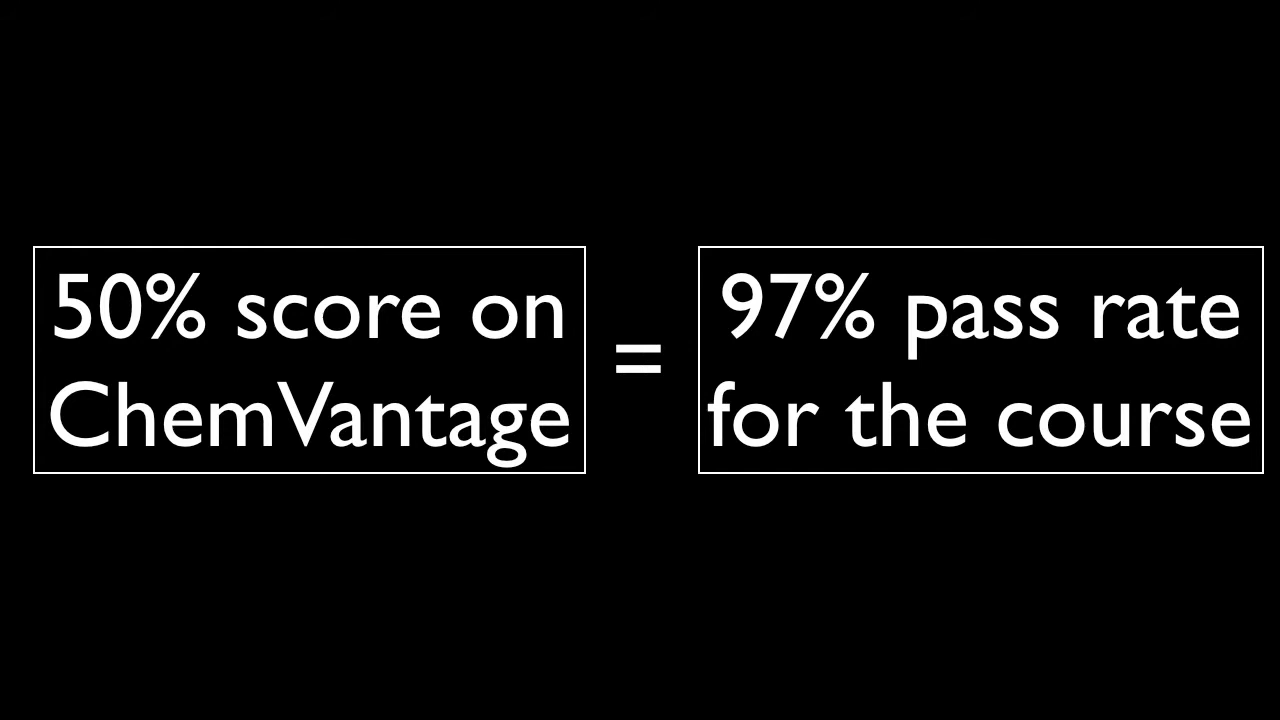 50% score on
ChemVantage
=
97% pass rate
for the course